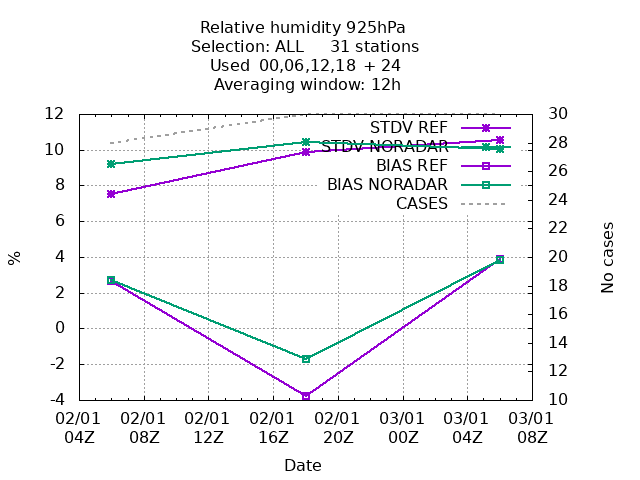 Relative humidity 925hPa
Selection: ALL 31 stations
Used 00,06,12,18 + 24
Averaging window: 12h
12 30
STDV REF
10 28
STDV NORADAR
BIAS REF
26
8 BIAS NORADAR
24
CASES
6 22
% No cases
4 20
2 18
16
0 14
-2 12
-4 10
02/01 02/01 02/01 02/01 02/01 03/01 03/01 03/01
04Z 08Z 12Z 16Z 20Z 00Z 04Z 08Z
Date